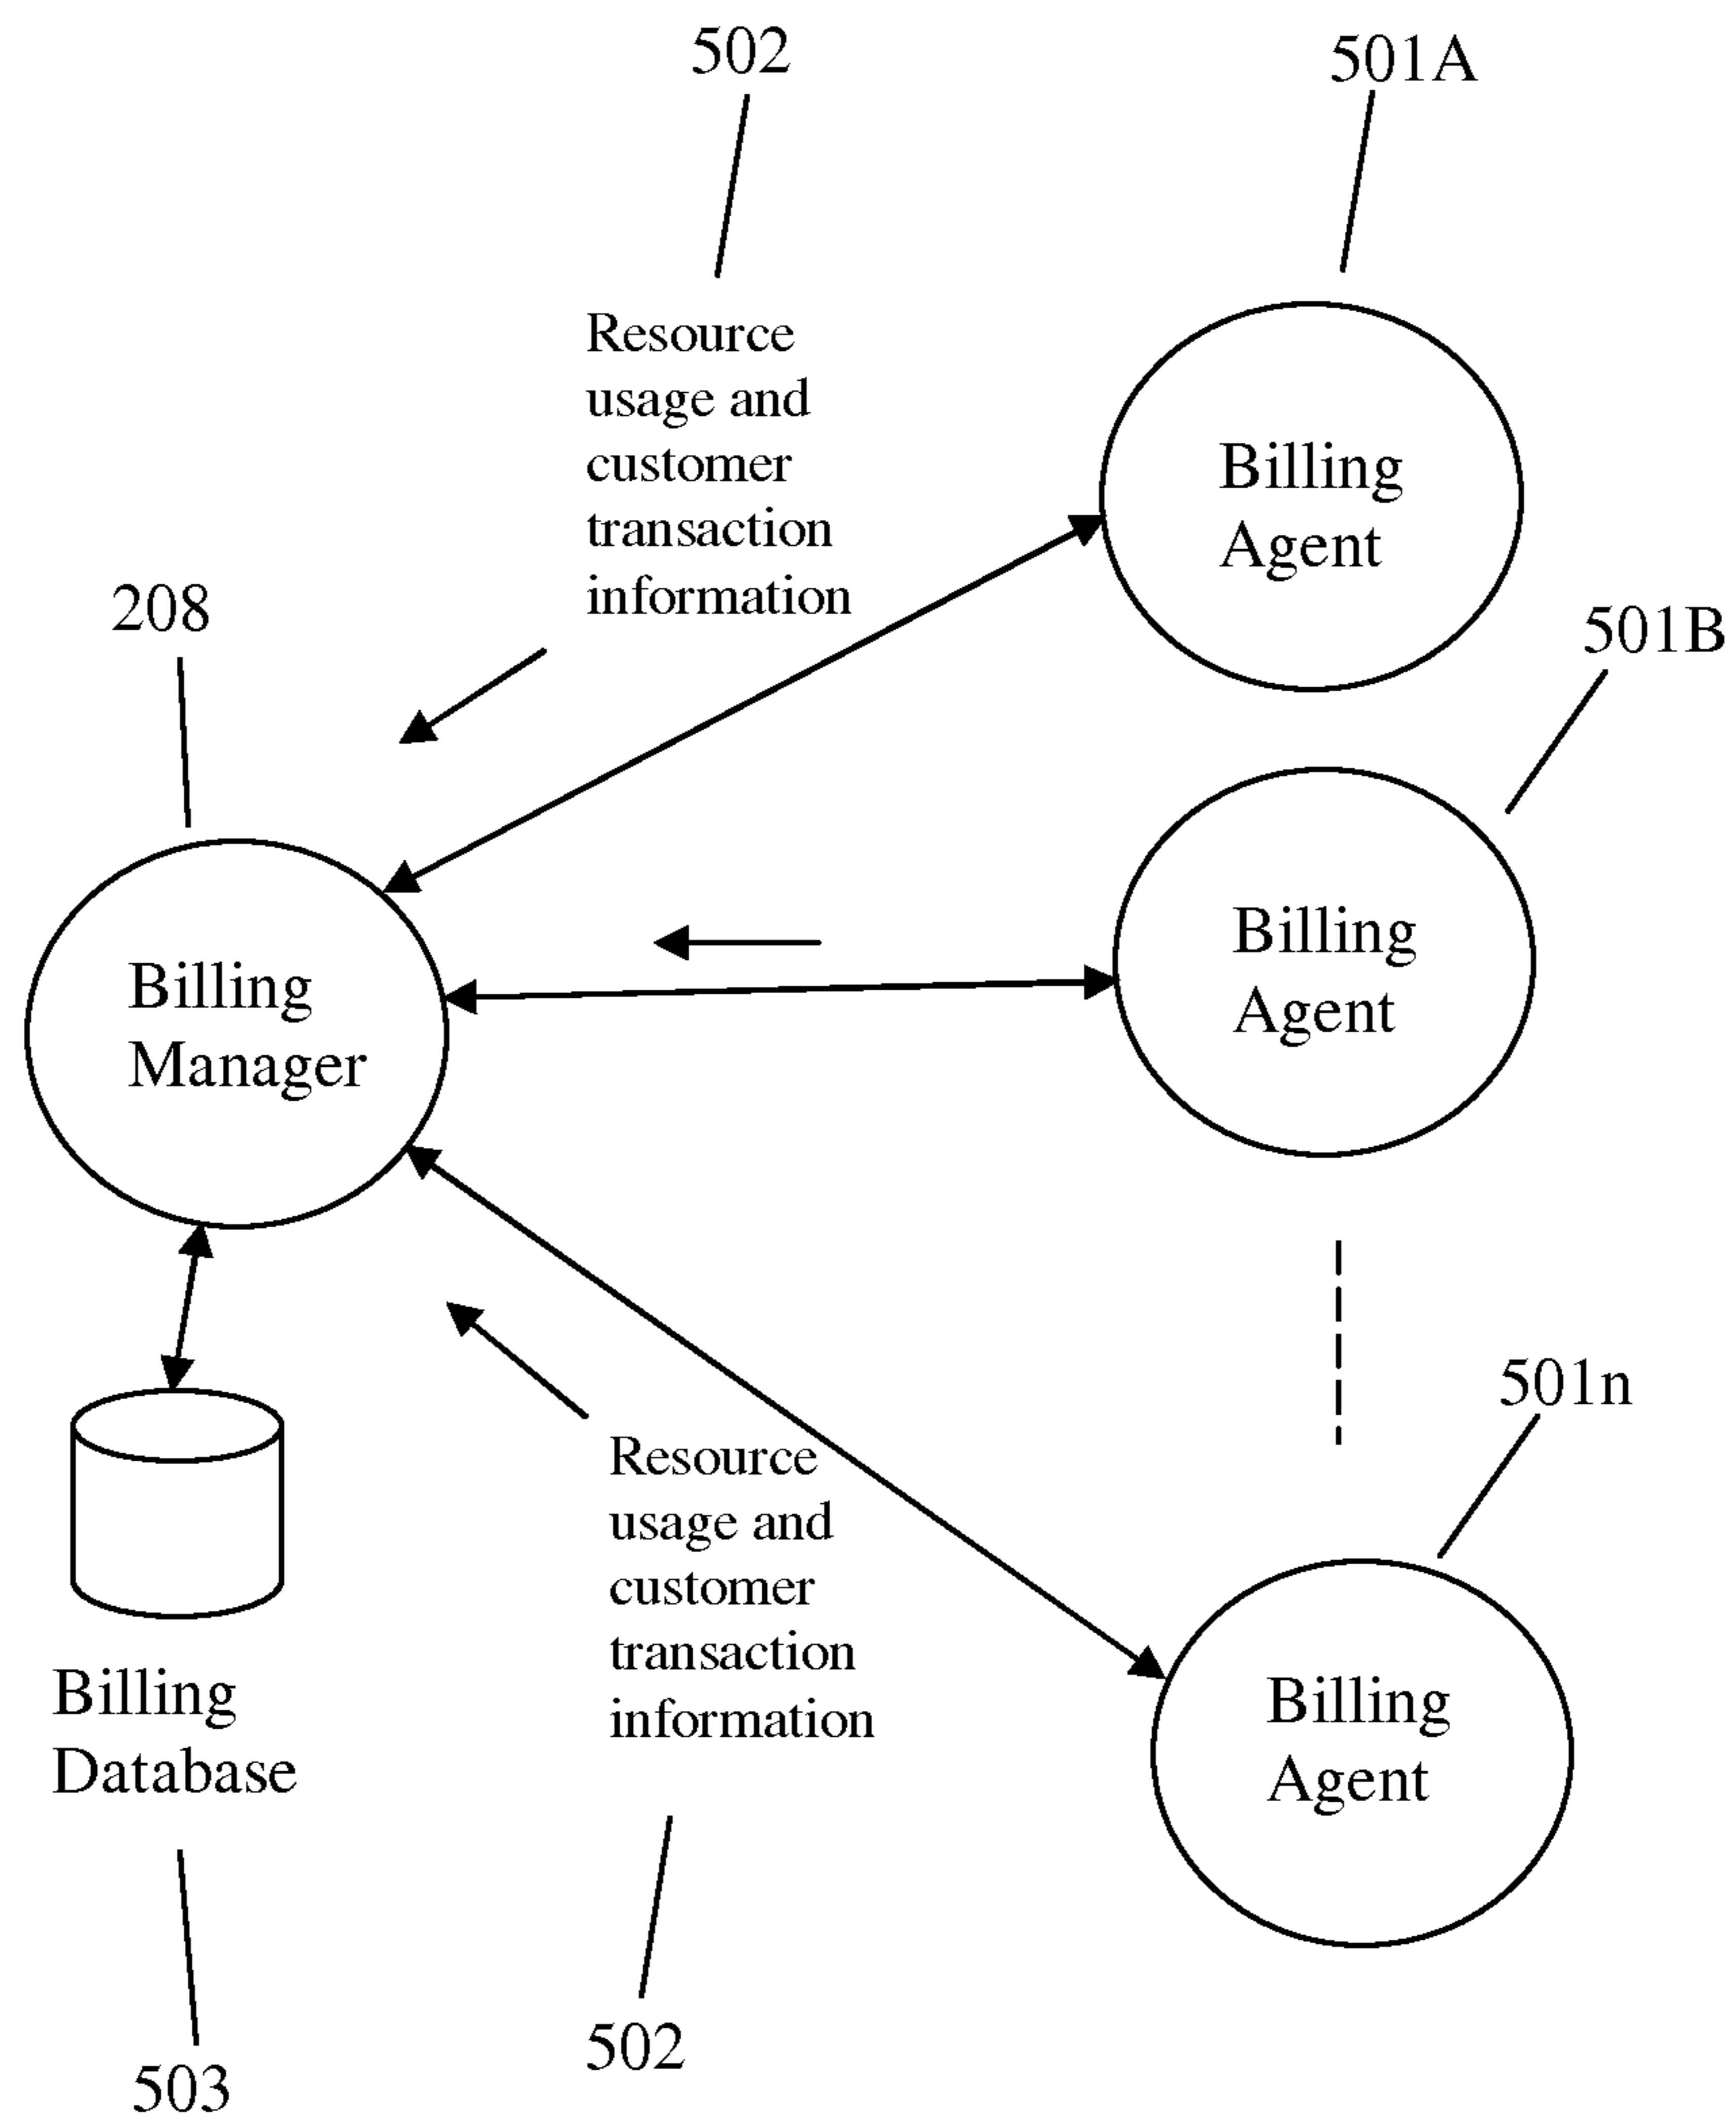 502
501A
Resource
usage and
customer
transaction
information
Billing
Agent
208
501B
Billing
Agent
Billing
Manager
501n
Resource
usage and
customer
transaction
information
Billing
Database
Billing
Agent
502
503